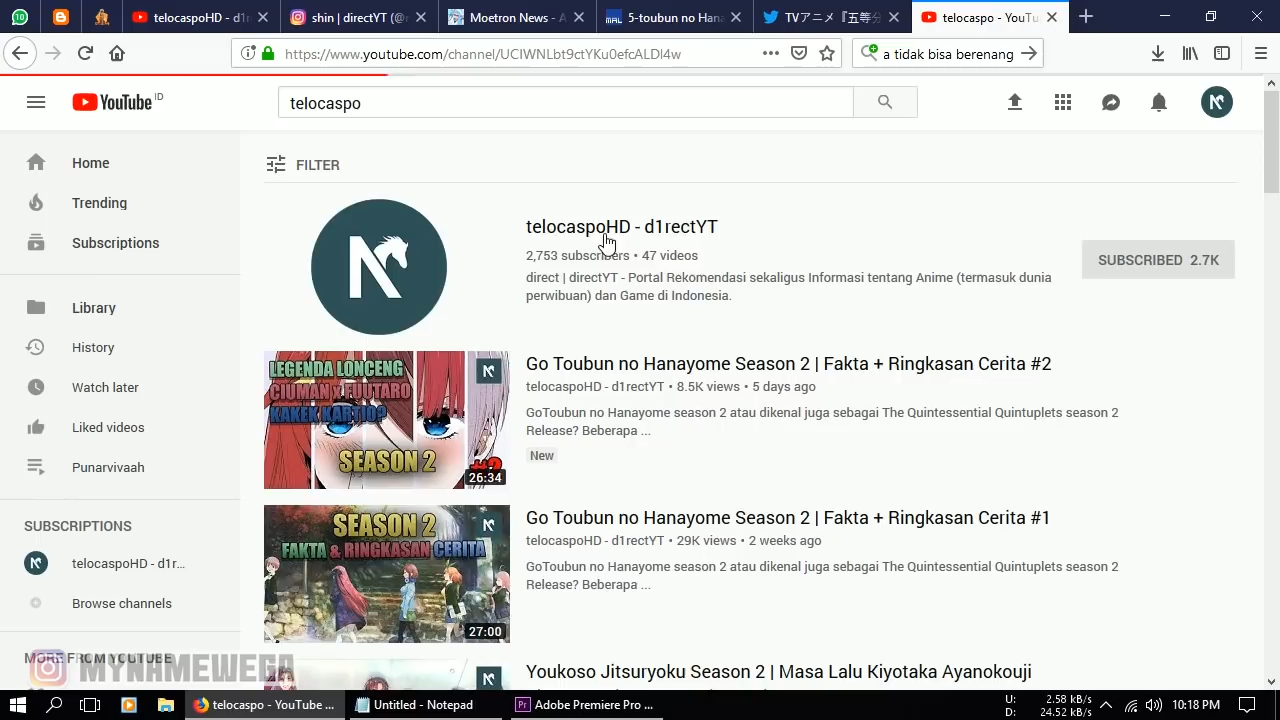 telocaspoHD - d1r
shin | directYT (@r
Moetron News - A
5-toubun no Han
TVアニメ『五等分
telocaspo - YouTu
https://www.youtube.com/channel/UCIWNLbt9ctYKu0efcALDl4w
a tidak bisa berenang
YouTube ID
telocaspo
Home
Trending
Subscriptions
Library
History
Watch later
Liked videos
Punarvivaah
SUBSCRIPTIONS
telocaspoHD - d1r...
Browse channels
MORE FROM YOUTUBE
MYNAMEWEGA
FILTER
telocaspoHD - d1rectYT
2,753 subscribers • 47 videos
direct | directYT - Portal Rekomendasi sekaligus Informasi tentang Anime (termasuk dunia
perwibuan) dan Game di Indonesia.
SUBSCRIBED 2.7K
LEGENDA LONCENG
CIUMAN x FUUTARO
KAKEK KARTIO?
SEASON 2
#2
26:34
Go Toubun no Hanayome Season 2 | Fakta + Ringkasan Cerita #2
telocaspoHD - d1rectYT • 8.5K views • 5 days ago
GoToubun no Hanayome season 2 atau dikenal juga sebagai The Quintessential Quintuplets season 2
Release? Beberapa ...
New
SEASON 2
FAKTA & RINGKASAN CERITA
27:00
Go Toubun no Hanayome Season 2 | Fakta + Ringkasan Cerita #1
telocaspoHD - d1rectYT • 29K views • 2 weeks ago
GoToubun no Hanayome season 2 atau dikenal juga sebagai The Quintessential Quintuplets season 2
Release? Beberapa ...
Youkoso Jitsuryoku Season 2 | Masa Lalu Kiyotaka Ayanokouji
telocaspo - YouTube ...
Untitled - Notepad
Adobe Premiere Pro ...
U: 2.58 kB/s
D: 24.52 kB/s
10:18 PM